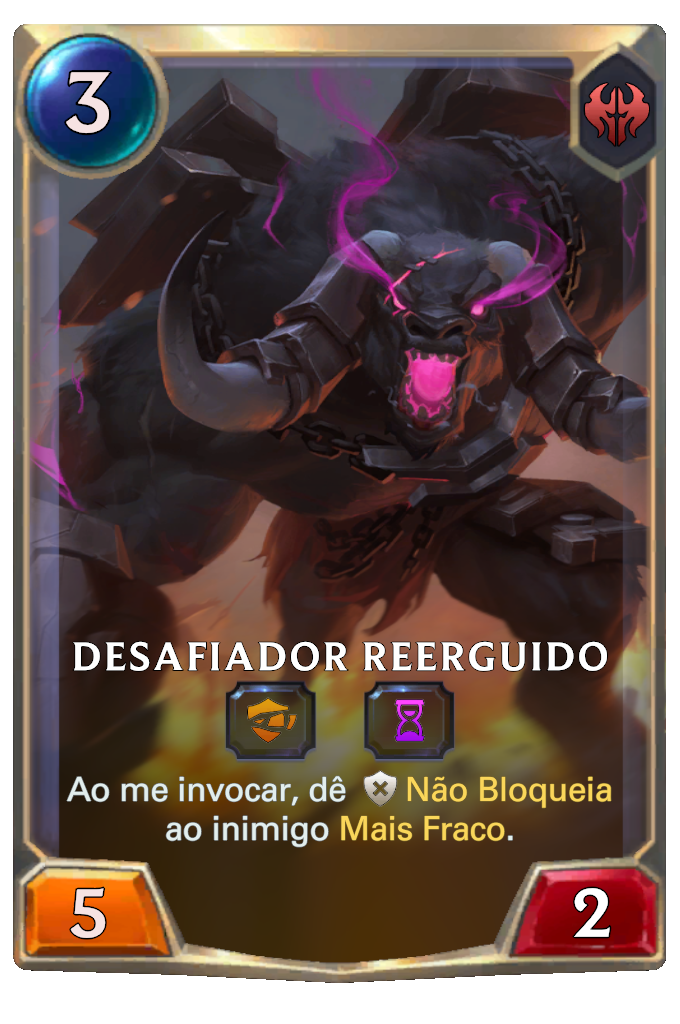 3
DESAFIADOR REERGUIDO
Ao me invocar, dê Não Bloqueia
ao inimigo Mais Fraco.
5
2